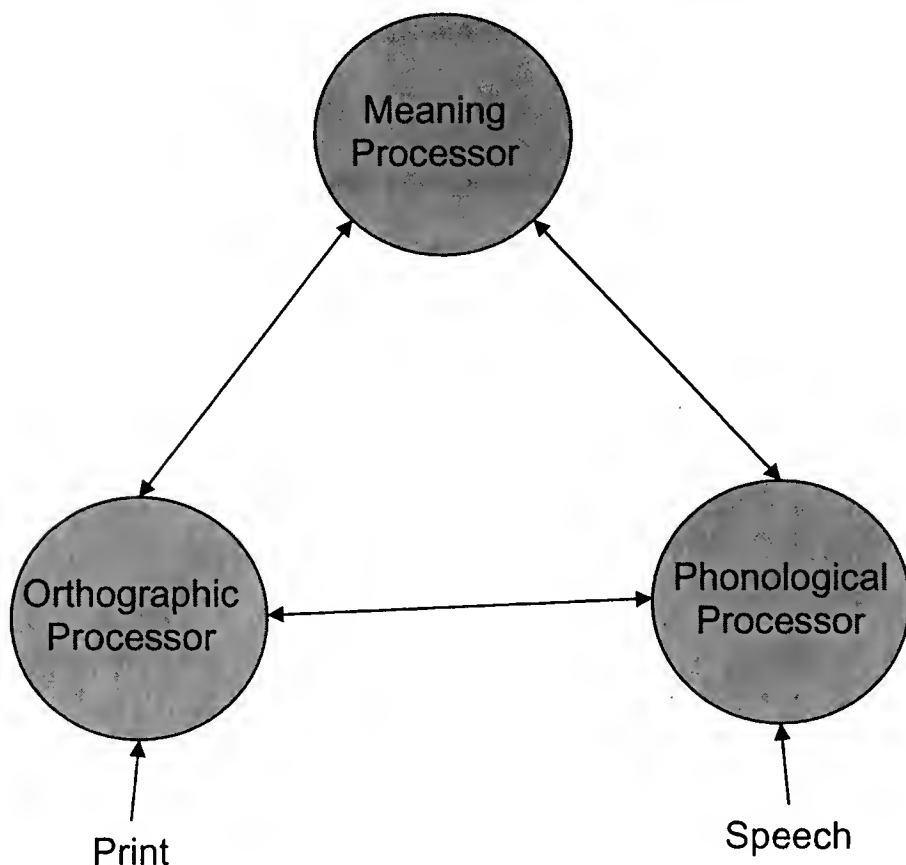 Meaning
Processor
Orthographic
Processor
Phonological
Processor
Print
Speech